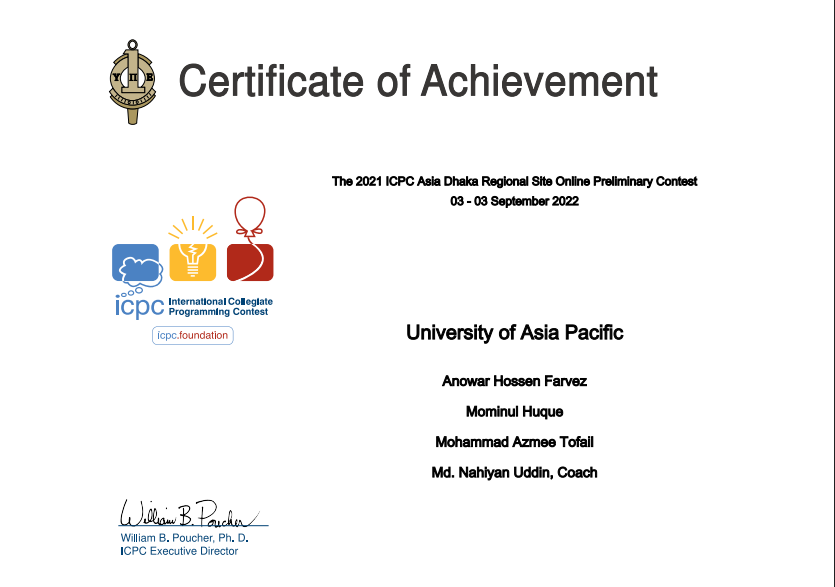 Υ Π Ε
Certificate of Achievement
The 2021 ICPC Asia Dhaka Regional Site Online Preliminary Contest
03 - 03 September 2022
icpc International Collegiate
Programming Contest
icpc.foundation
University of Asia Pacific
Anowar Hossen Farvez
Mominul Huque
Mohammad Azmee Tofail
Md. Nahiyan Uddin, Coach
William B. Poucher
William B. Poucher, Ph. D.
ICPC Executive Director